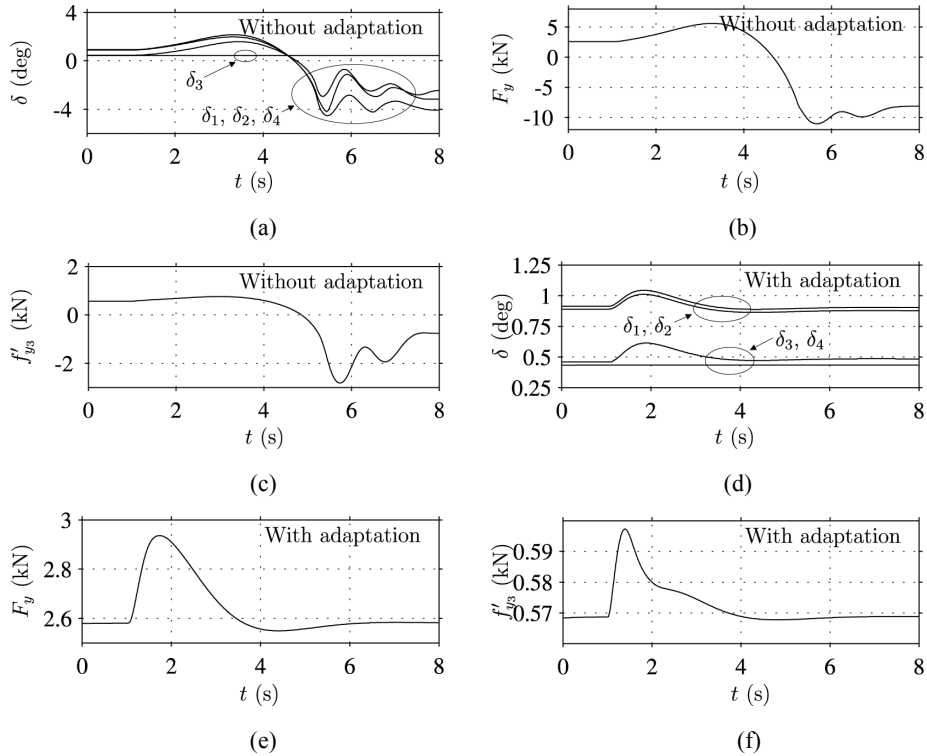 4
0
-4
δ (deg)
Without adaptation
δ₃
δ₁, δ₂, δ₄
0 2 4 6 8
t (s)
(a)
5
0
-5
-10
F_y (kN)
Without adaptation
0 2 4 6 8
t (s)
(b)
2
0
-2
f′_y₃ (kN)
Without adaptation
0 2 4 6 8
t (s)
(c)
1.25
1
0.75
0.5
0.25
δ (deg)
With adaptation
δ₁, δ₂
δ₃, δ₄
0 2 4 6 8
t (s)
(d)
3
2.8
2.6
F_y (kN)
With adaptation
0 2 4 6 8
t (s)
(e)
0.59
0.58
0.57
f′_y₃ (kN)
With adaptation
0 2 4 6 8
t (s)
(f)